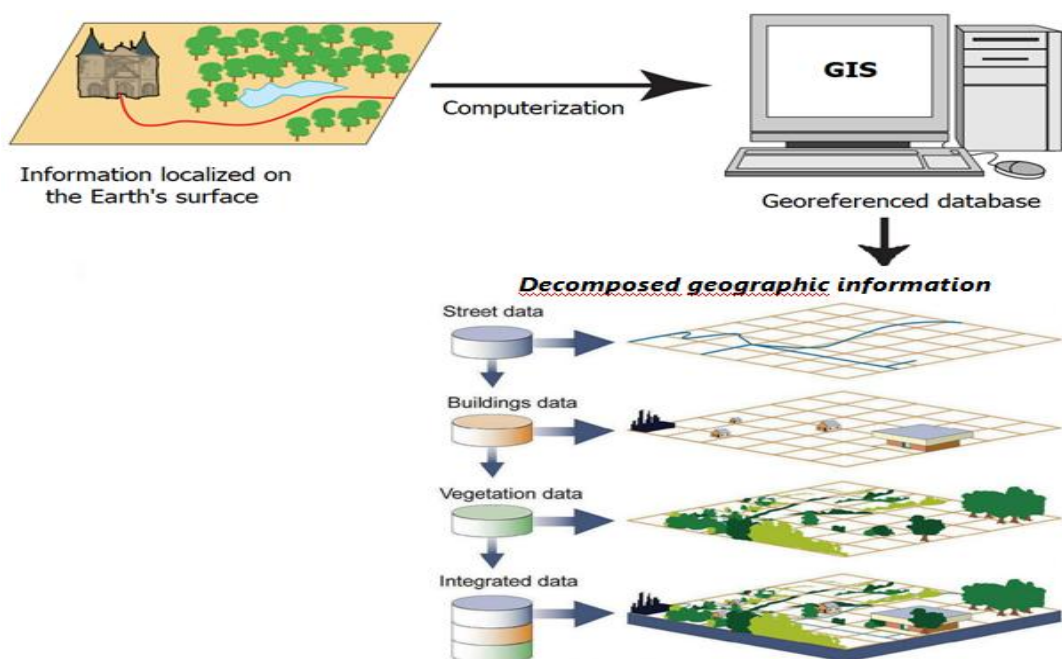 GIS
Computerization
Information localized on
the Earth's surface
Georeferenced database
Decomposed geographic information
Street data
Buildings data
Vegetation data
Integrated data